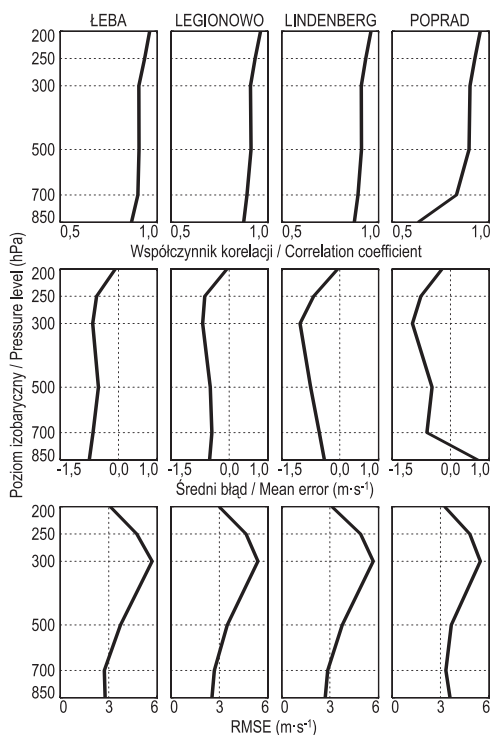 ŁEBA LEGIONOWO LINDENBERG POPRAD
Poziom izobaryczny / Pressure level (hPa)
200
250
300
500
700
850
0,5 1,0 0,5 1,0 0,5 1,0 0,5 1,0
Współczynnik korelacji / Correlation coefficient
200
250
300
500
700
850
-1,5 0,0 1,0 -1,5 0,0 1,0 -1,5 0,0 1,0 -1,5 0,0 1,0
Średni błąd / Mean error (m·s⁻¹)
200
250
300
500
700
850
0 3 6 0 3 6 0 3 6 0 3 6
RMSE (m·s⁻¹)